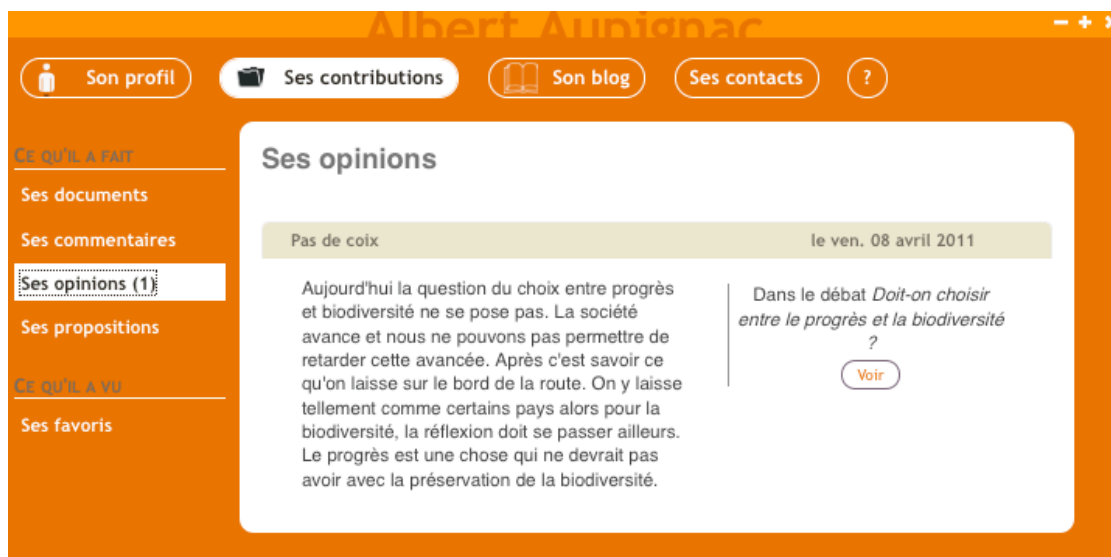 Albert Aupignac
Son profil
Ses contributions
Son blog
Ses contacts
?
CE QU'IL A FAIT
Ses documents
Ses commentaires
Ses opinions (1)
Ses propositions
CE QU'IL A VU
Ses favoris
Ses opinions
Pas de coix
le ven. 08 avril 2011
Aujourd'hui la question du choix entre progrès
et biodiversité ne se pose pas. La société
avance et nous ne pouvons pas permettre de
retarder cette avancée. Après c'est savoir ce
qu'on laisse sur le bord de la route. On y laisse
tellement comme certains pays alors pour la
biodiversité, la réflexion doit se passer ailleurs.
Le progrès est une chose qui ne devrait pas
avoir avec la préservation de la biodiversité.
Dans le débat Doit-on choisir
entre le progrès et la biodiversité
?
Voir